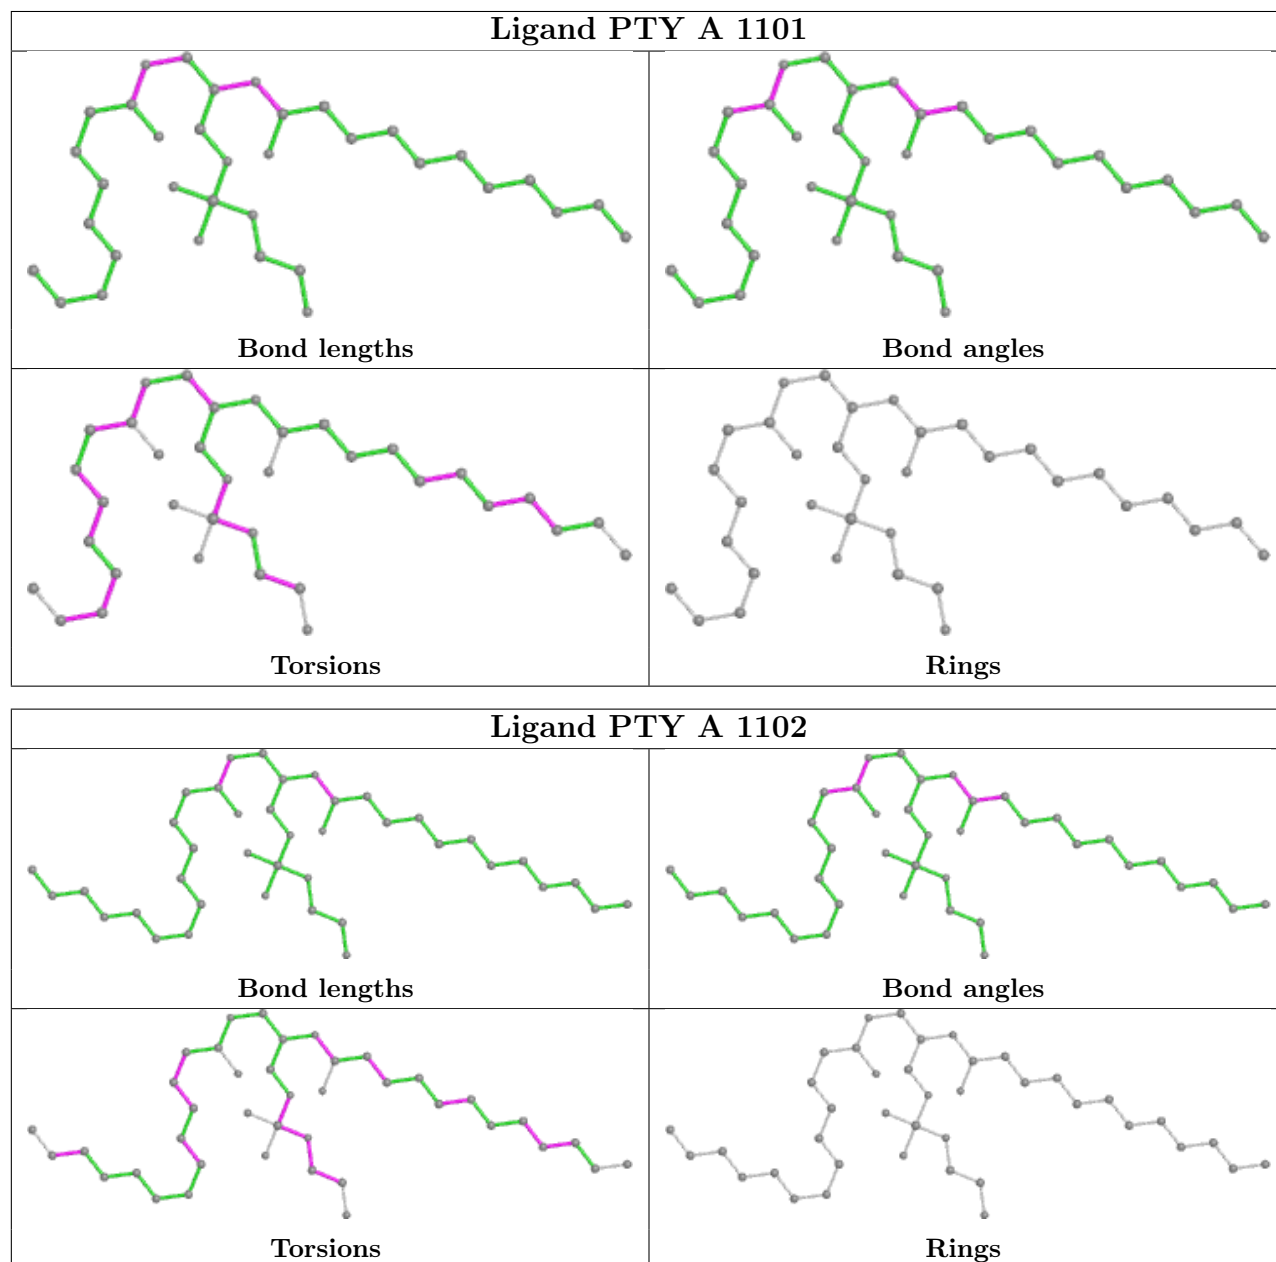 Ligand PTY A 1101
Bond lengths
Bond angles
Torsions
Rings
Ligand PTY A 1102
Bond lengths
Bond angles
Torsions
Rings